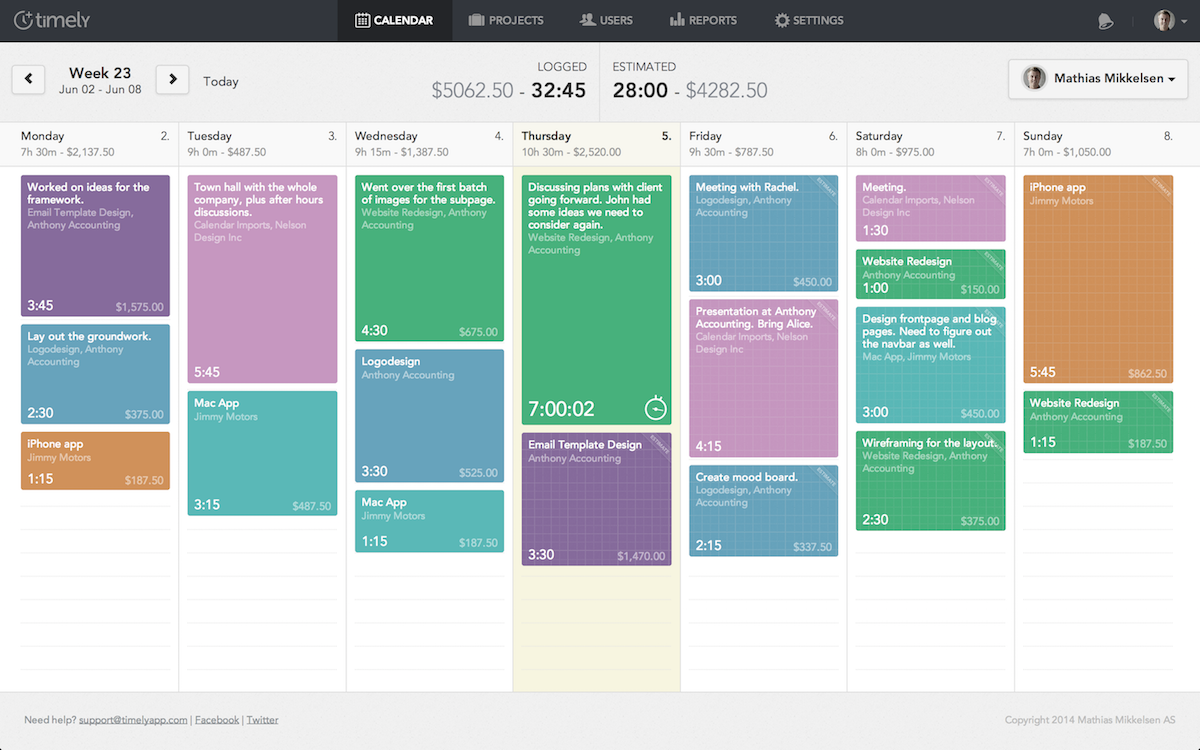 timely
CALENDAR
PROJECTS
USERS
REPORTS
SETTINGS
Week 23
Jun 02 - Jun 08
Today
LOGGED
$5062.50 - 32:45
ESTIMATED
28:00 - $4282.50
Mathias Mikkelsen
Monday 2.
7h 30m - $2,137.50
Tuesday 3.
9h 0m - $487.50
Wednesday 4.
9h 15m - $1,387.50
Thursday 5.
10h 30m - $2,520.00
Friday 6.
9h 30m - $787.50
Saturday 7.
8h 0m - $975.00
Sunday 8.
7h 0m - $1,050.00
Worked on ideas for the
framework.
Email Template Design,
Anthony Accounting
3:45 $1,575.00
Lay out the groundwork.
Logodesign, Anthony
Accounting
2:30 $375.00
iPhone app
Jimmy Motors
1:15 $187.50
Town hall with the whole
company, plus after hours
discussions.
Calendar Imports, Nelson
Design Inc
5:45
Mac App
Jimmy Motors
3:15 $487.50
Went over the first batch
of images for the subpage.
Website Redesign, Anthony
Accounting
4:30 $675.00
Logodesign
Anthony Accounting
3:30 $525.00
Mac App
Jimmy Motors
1:15 $187.50
Discussing plans with client
going forward. John had
some ideas we need to
consider again.
Website Redesign, Anthony
Accounting
7:00:02
ESTIMATE
Email Template Design
Anthony Accounting
3:30 $1,470.00
ESTIMATE
Meeting with Rachel.
Logodesign, Anthony
Accounting
3:00 $450.00
ESTIMATE
Presentation at Anthony
Accounting. Bring Alice.
Calendar Imports, Nelson
Design Inc
4:15
ESTIMATE
Create mood board.
Logodesign, Anthony
Accounting
2:15 $337.50
ESTIMATE
Meeting.
Calendar Imports, Nelson
Design Inc
1:30
ESTIMATE
Website Redesign
Anthony Accounting
1:00 $150.00
ESTIMATE
Design frontpage and blog
pages. Need to figure out
the navbar as well.
Mac App, Jimmy Motors
3:00 $450.00
ESTIMATE
Wireframing for the layout.
Website Redesign, Anthony
Accounting
2:30 $375.00
ESTIMATE
iPhone app
Jimmy Motors
5:45 $862.50
ESTIMATE
Website Redesign
Anthony Accounting
1:15 $187.50
Need help? support@timelyapp.com | Facebook | Twitter
Copyright 2014 Mathias Mikkelsen AS